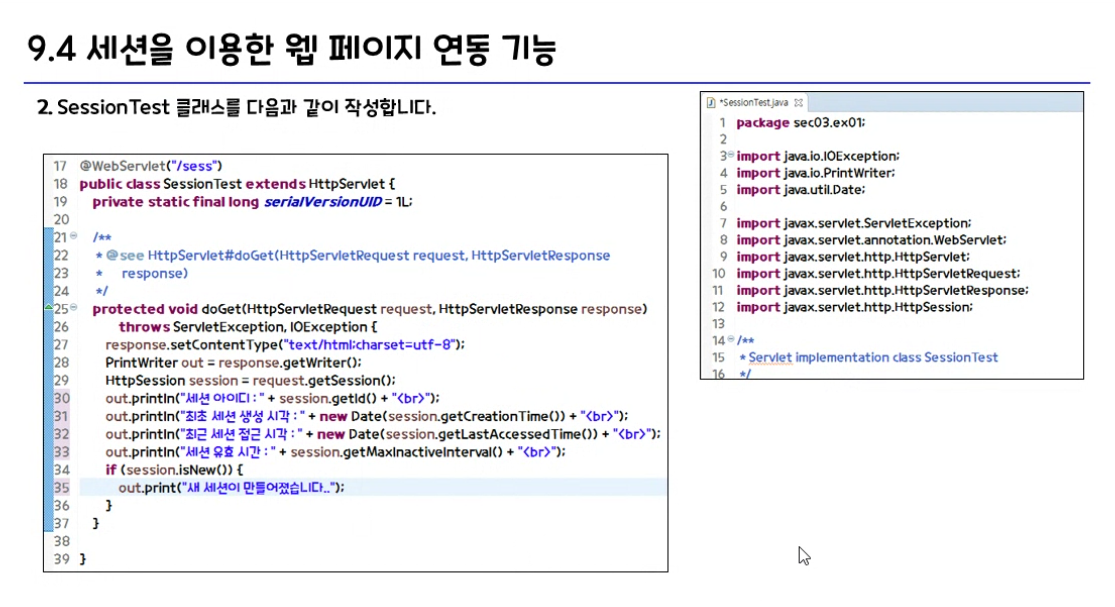 9.4 세션을 이용한 웹 페이지 연동 기능
2. SessionTest 클래스를 다음과 같이 작성합니다.
17 @WebServlet("/sess")
18 public class SessionTest extends HttpServlet {
19 private static final long serialVersionUID = 1L;
20
21 /**
22 * @see HttpServlet#doGet(HttpServletRequest request, HttpServletResponse
23 * response)
24 */
25 protected void doGet(HttpServletRequest request, HttpServletResponse response)
26 throws ServletException, IOException {
27 response.setContentType("text/html;charset=utf-8");
28 PrintWriter out = response.getWriter();
29 HttpSession session = request.getSession();
30 out.println("세션 아이디 : " + session.getId() + "<br>");
31 out.println("최초 세션 생성 시각 : " + new Date(session.getCreationTime()) + "<br>");
32 out.println("최근 세션 접근 시각 : " + new Date(session.getLastAccessedTime()) + "<br>");
33 out.println("세션 유효 시간 : " + session.getMaxInactiveInterval() + "<br>");
34 if (session.isNew()) {
35 out.print("새 세션이 만들어졌습니다..");
36 }
37 }
38
39 }
*SessionTest.java
1 package sec03.ex01;
2
3 import java.io.IOException;
4 import java.io.PrintWriter;
5 import java.util.Date;
6
7 import javax.servlet.ServletException;
8 import javax.servlet.annotation.WebServlet;
9 import javax.servlet.http.HttpServlet;
10 import javax.servlet.http.HttpServletRequest;
11 import javax.servlet.http.HttpServletResponse;
12 import javax.servlet.http.HttpSession;
13
14 /**
15 * Servlet implementation class SessionTest
16 */